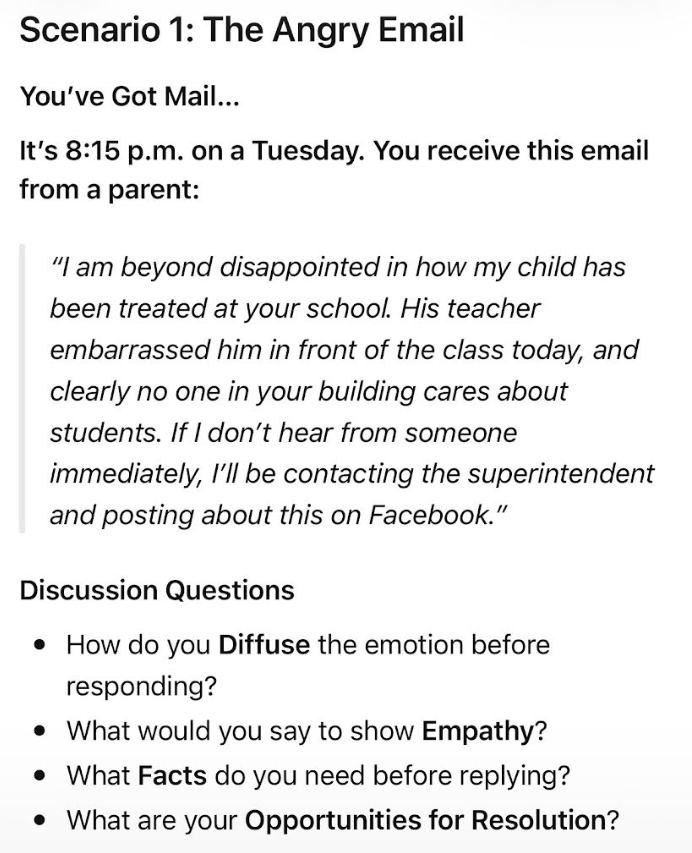 Scenario 1: The Angry Email
You’ve Got Mail...
It’s 8:15 p.m. on a Tuesday. You receive this email
from a parent:
“I am beyond disappointed in how my child has
been treated at your school. His teacher
embarrassed him in front of the class today, and
clearly no one in your building cares about
students. If I don’t hear from someone
immediately, I’ll be contacting the superintendent
and posting about this on Facebook.”
Discussion Questions
• How do you Diffuse the emotion before
responding?
• What would you say to show Empathy?
• What Facts do you need before replying?
• What are your Opportunities for Resolution?